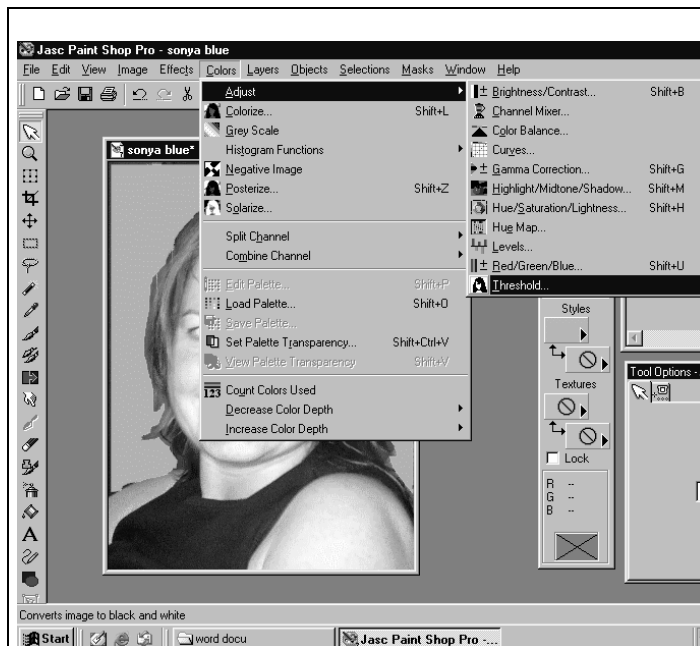 Jasc Paint Shop Pro - sonya blue
File Edit View Image Effects Colors Layers Objects Selections Masks Window Help
Adjust
Colorize... Shift+L
Grey Scale
Histogram Functions
Negative Image
Posterize... Shift+Z
Solarize...
Split Channel
Combine Channel
Edit Palette... Shift+P
Load Palette... Shift+O
Save Palette...
Set Palette Transparency... Shift+Ctrl+V
View Palette Transparency Shift+V
Count Colors Used
Decrease Color Depth
Increase Color Depth
Brightness/Contrast... Shift+B
Channel Mixer...
Color Balance...
Curves...
Gamma Correction... Shift+G
Highlight/Midtone/Shadow... Shift+M
Hue/Saturation/Lightness... Shift+H
Hue Map...
Levels...
Red/Green/Blue... Shift+U
Threshold...
sonya blue*
Styles
Textures
Lock
R --
G --
B --
Tool Options -
A
123
Converts image to black and white
Start
word docu
Jasc Paint Shop Pro -...